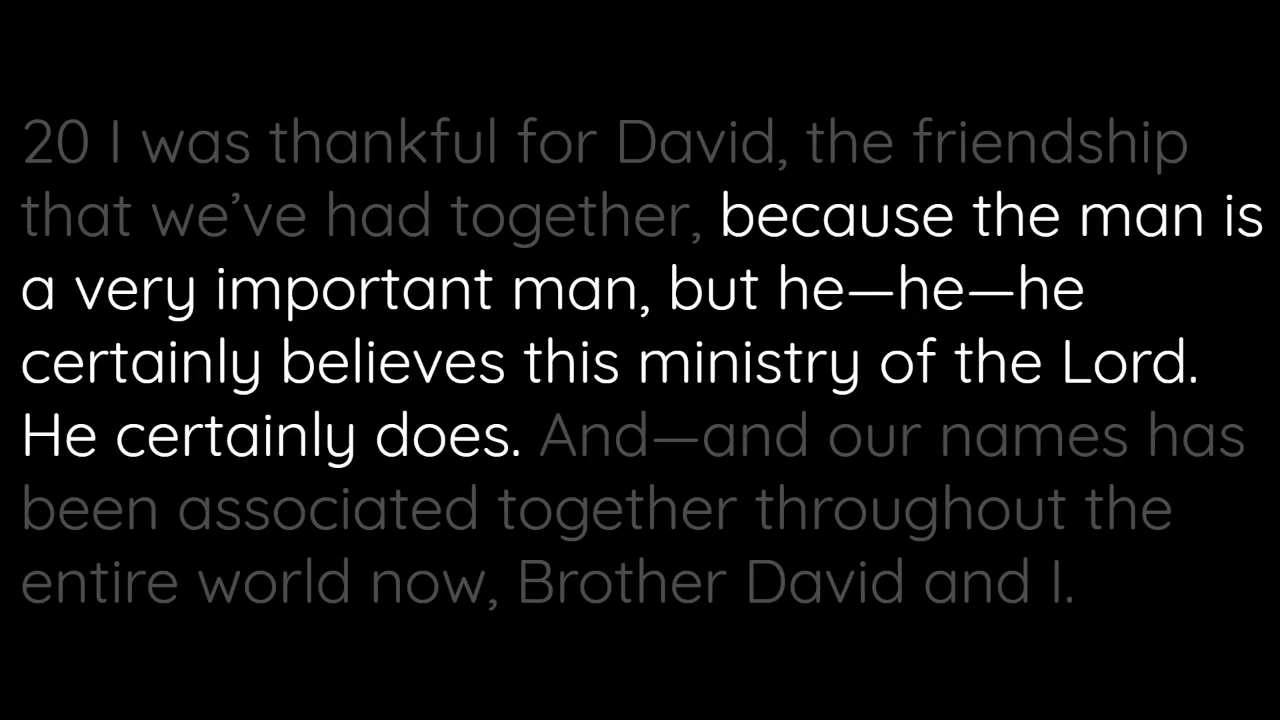 20 I was thankful for David, the friendship
that we’ve had together, because the man is
a very important man, but he—he—he
certainly believes this ministry of the Lord.
He certainly does. And—and our names has
been associated together throughout the
entire world now, Brother David and I.